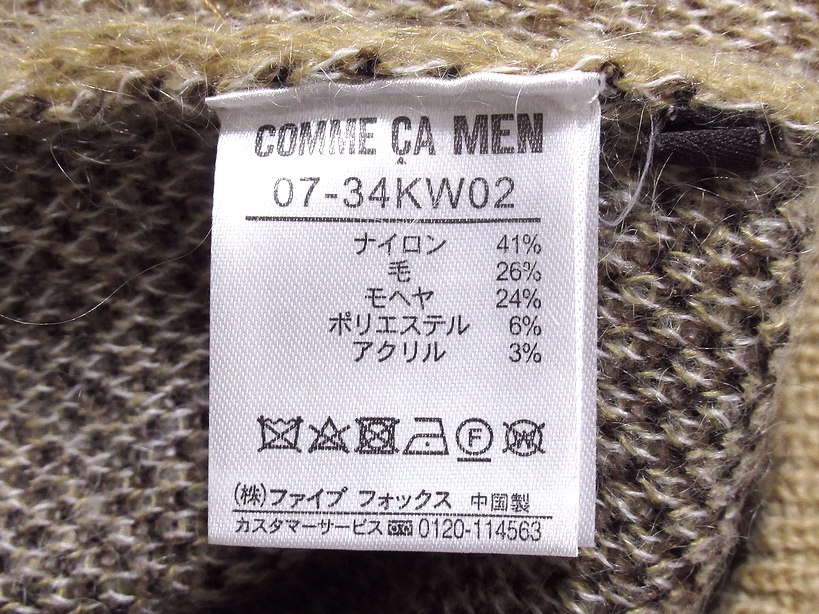 COMME ÇA MEN
07-34KW02
ナイロン 41%
毛 26%
モヘヤ 24%
ポリエステル 6%
アクリル 3%
F W
(株)ファイブ フォックス 中国製
カスタマーサービス 0120-114563